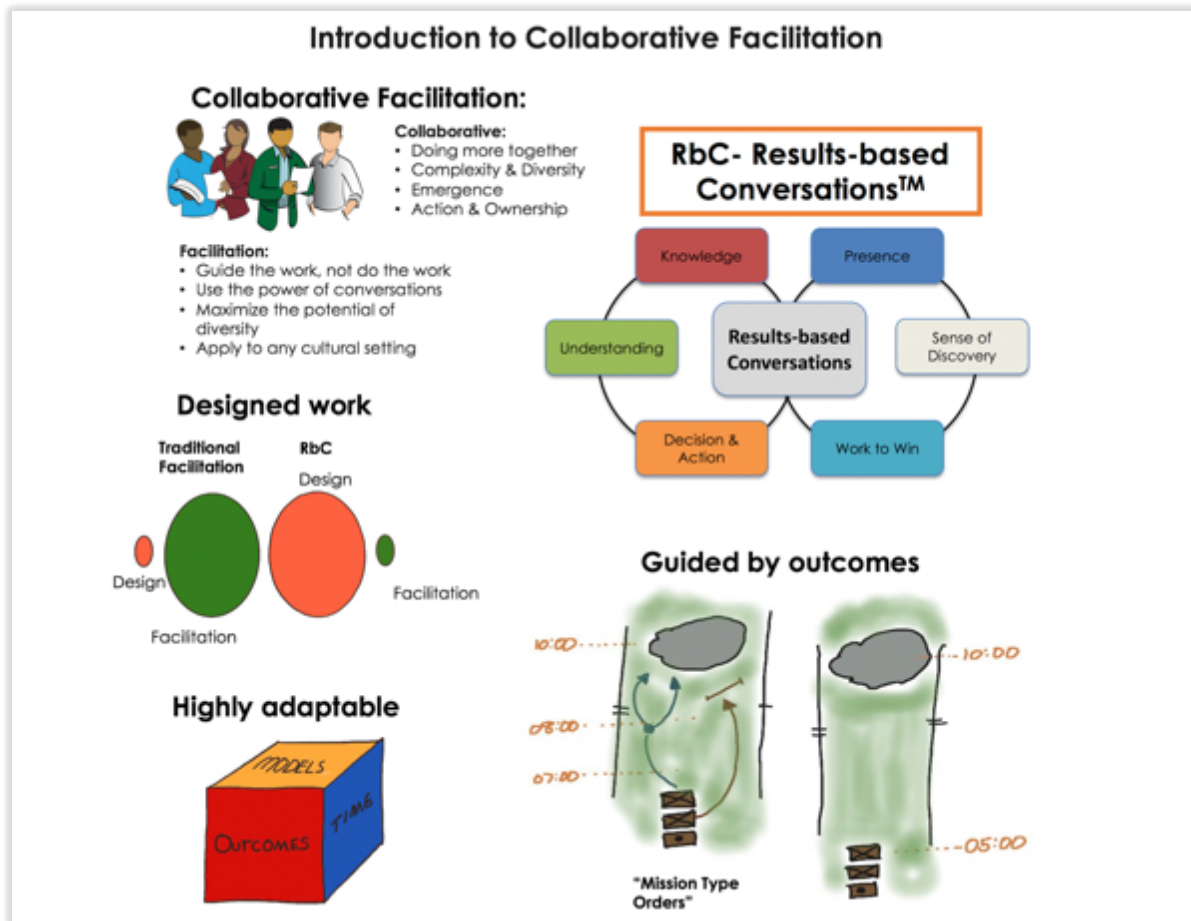 Introduction to Collaborative Facilitation
Collaborative Facilitation:
Collaborative:
• Doing more together
• Complexity & Diversity
• Emergence
• Action & Ownership
Facilitation:
• Guide the work, not do the work
• Use the power of conversations
• Maximize the potential of
diversity
• Apply to any cultural setting
RbC- Results-based
Conversations™
Knowledge
Presence
Understanding
Results-based
Conversations
Sense of
Discovery
Decision &
Action
Work to Win
Designed work
Traditional
Facilitation
RbC
Design
Design
Facilitation
Facilitation
Highly adaptable
MODELS
OUTCOMES
TIME
Guided by outcomes
10:00
08:00
07:00
10:00
05:00
"Mission Type
Orders"